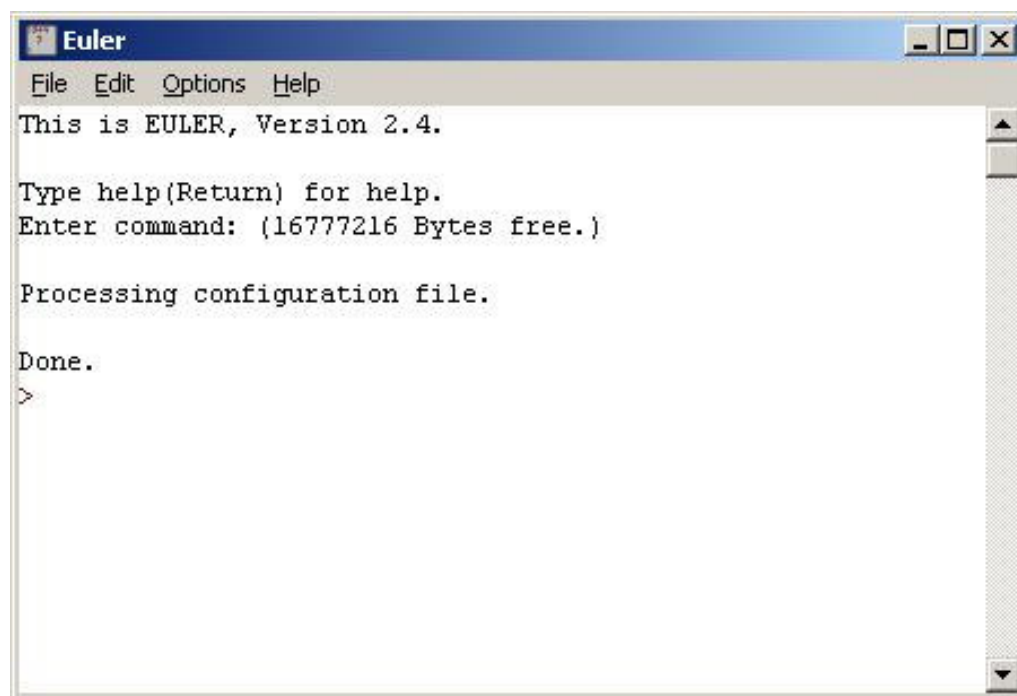 Euler
File Edit Options Help
This is EULER, Version 2.4.
Type help(Return) for help.
Enter command: (16777216 Bytes free.)
Processing configuration file.
Done.
>